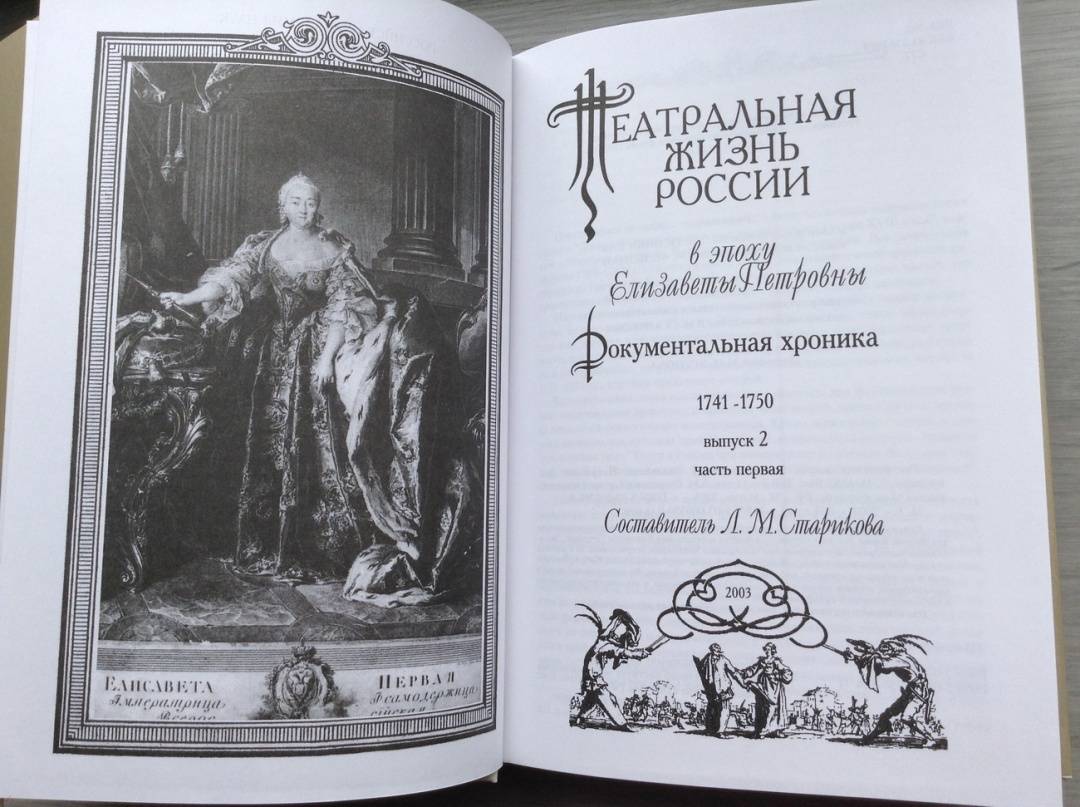 Елисавета Первая
Императрица Всамодержица
ТЕАТРАЛЬНАЯ
ЖИЗНЬ
РОССИИ
в эпоху
Елизаветы Петровны
Документальная хроника
1741 -1750
выпуск 2
часть первая
Составитель Л. М. Старикова
2003